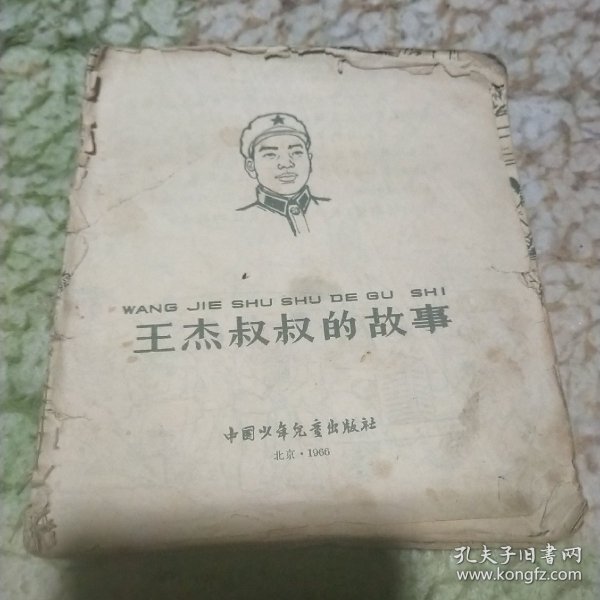 WANG JIE SHU SHU DE GU SHI
王杰叔叔的故事
中国少年儿童出版社
北京·1966
孔夫子旧书网
www.kongfz.com